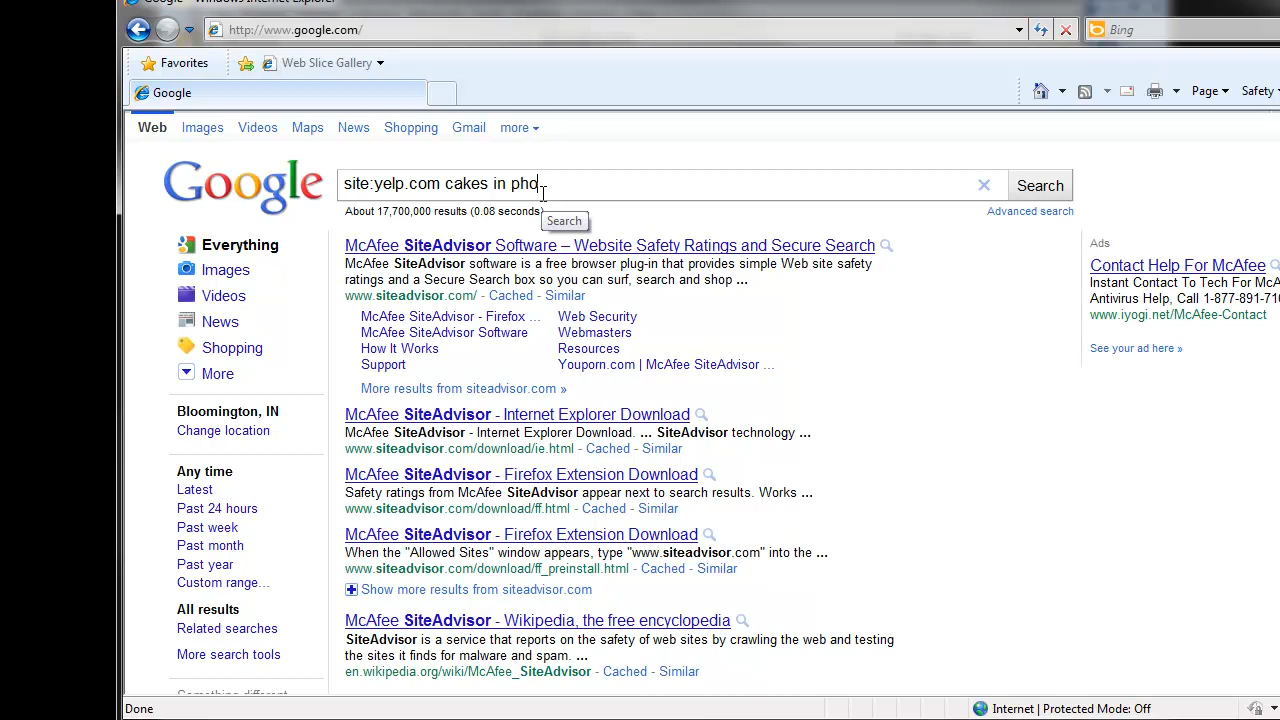 Google - Windows Internet Explorer
http://www.google.com/
Bing
Favorites
Web Slice Gallery
Google
Page
Safety
Web Images Videos Maps News Shopping Gmail more
Google
site:yelp.com cakes in pho
Search
About 17,700,000 results (0.08 seconds)
Advanced search
Search
Everything
Images
Videos
News
Shopping
More
Bloomington, IN
Change location
Any time
Latest
Past 24 hours
Past week
Past month
Past year
Custom range...
All results
Related searches
More search tools
Something different
McAfee SiteAdvisor Software – Website Safety Ratings and Secure Search
McAfee SiteAdvisor software is a free browser plug-in that provides simple Web site safety
ratings and a Secure Search box so you can surf, search and shop ...
www.siteadvisor.com/ - Cached - Similar
McAfee SiteAdvisor - Firefox ... Web Security
McAfee SiteAdvisor Software Webmasters
How It Works Resources
Support Youporn.com | McAfee SiteAdvisor ...
More results from siteadvisor.com »
McAfee SiteAdvisor - Internet Explorer Download
McAfee SiteAdvisor - Internet Explorer Download. ... SiteAdvisor technology ...
www.siteadvisor.com/download/ie.html - Cached - Similar
McAfee SiteAdvisor - Firefox Extension Download
Safety ratings from McAfee SiteAdvisor appear next to search results. Works ...
www.siteadvisor.com/download/ff.html - Cached - Similar
McAfee SiteAdvisor - Firefox Extension Download
When the "Allowed Sites" window appears, type "www.siteadvisor.com" into the ...
www.siteadvisor.com/download/ff_preinstall.html - Cached - Similar
Show more results from siteadvisor.com
McAfee SiteAdvisor - Wikipedia, the free encyclopedia
SiteAdvisor is a service that reports on the safety of web sites by crawling the web and testing
the sites it finds for malware and spam. ...
en.wikipedia.org/wiki/McAfee_SiteAdvisor - Cached - Similar
Ads
Contact Help For McAfee
Instant Contact To Tech For McA
Antivirus Help, Call 1-877-891-71
www.iyogi.net/McAfee-Contact
See your ad here »
Done
Internet | Protected Mode: Off